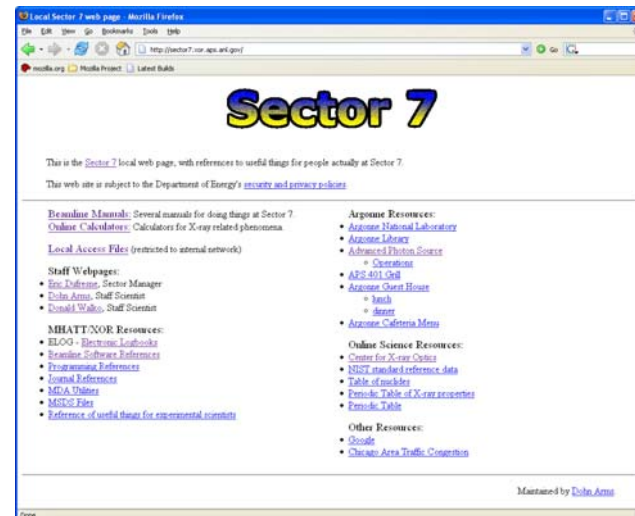 Local Sector 7 web page - Mozilla Firefox
File Edit View Go Bookmarks Tools Help
http://sector7.xor.aps.anl.gov/
Go
mozilla.org Mozilla Project Latest Builds
Sector 7
This is the Sector 7 local web page, with references to useful things for people actually at Sector 7.
This web site is subject to the Department of Energy's security and privacy policies
Beamline Manuals: Several manuals for doing things at Sector 7.
Online Calculators: Calculators for X-ray related phenomena.
Local Access Files (restricted to internal network)
Staff Webpages:
Eric Dufresne, Sector Manager
Dohn Arms, Staff Scientist
Donald Walko, Staff Scientist
MHATT/XOR Resources:
ELOG - Electronic Logbooks
Beamline Software References
Programming References
Journal References
MDA Utilities
MSDS Files
Reference of useful things for experimental scientists
Argonne Resources:
Argonne National Laboratory
Argonne Library
Advanced Photon Source
Operations
APS 401 Grill
Argonne Guest House
lunch
dinner
Argonne Cafeteria Menu
Online Science Resources:
Center for X-ray Optics
NIST standard reference data
Table of nuclides
Periodic Table of X-ray properties
Periodic Table
Other Resources:
Google
Chicago Area Traffic Congestion
Maintained by Dohn Arms
Done